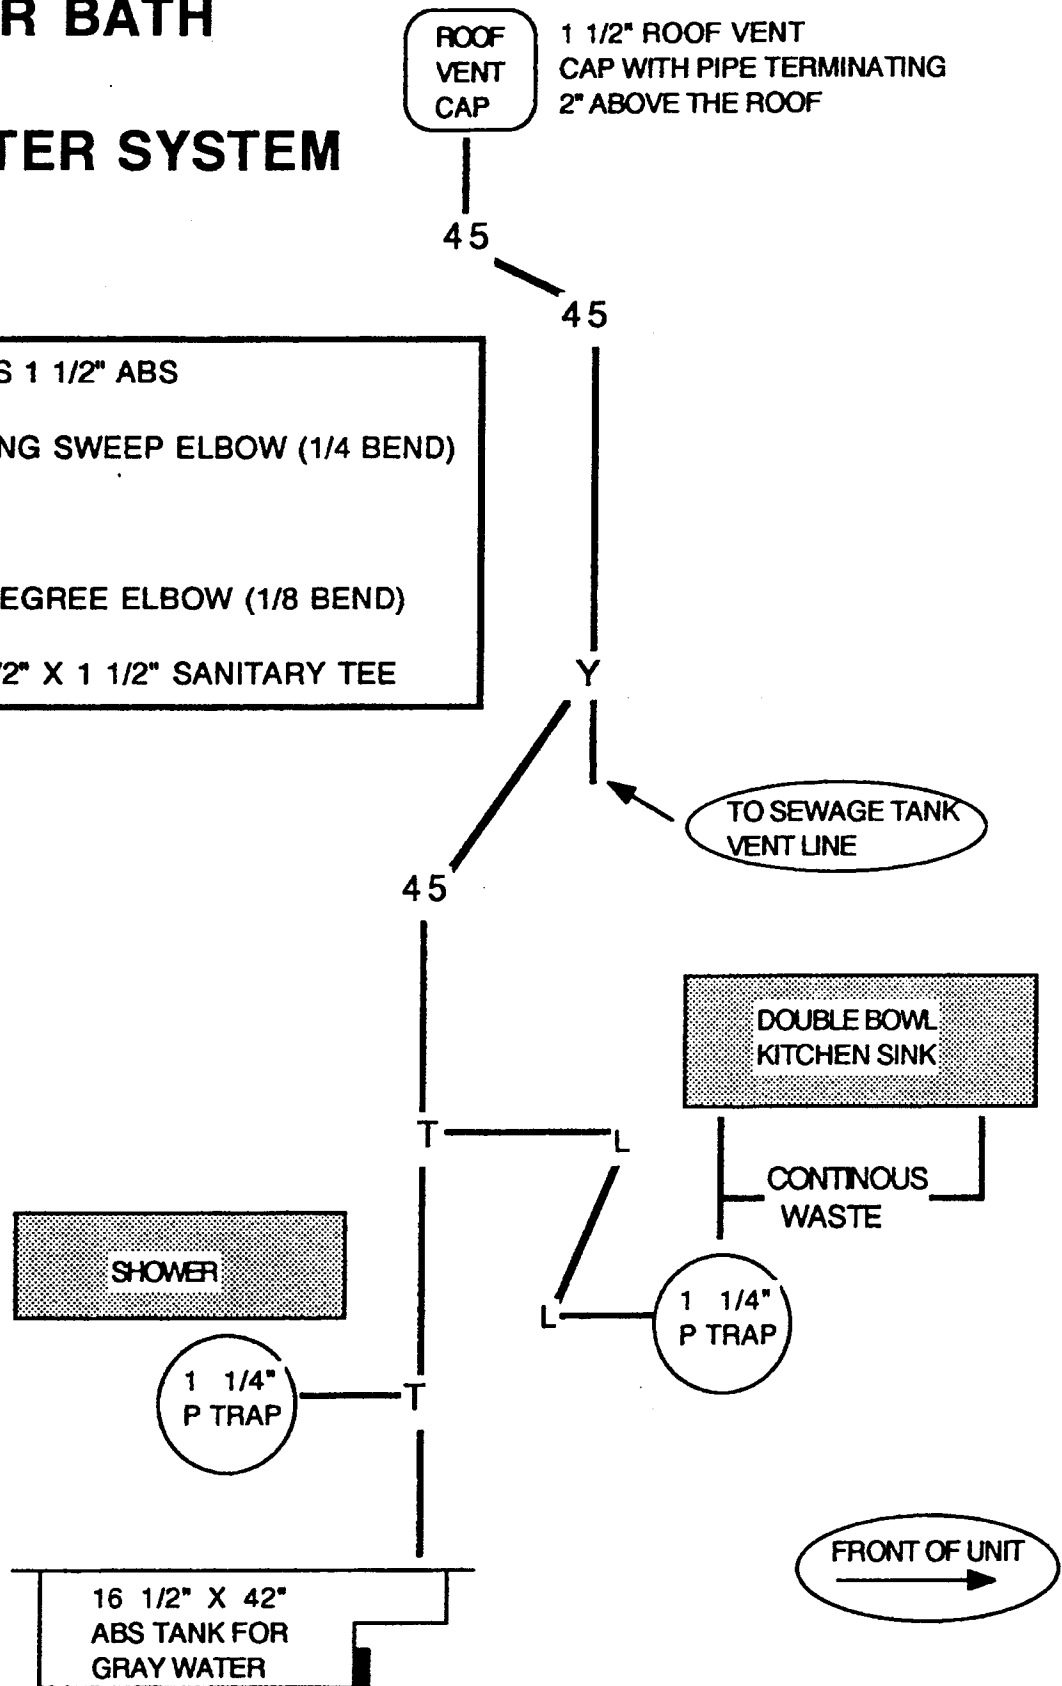 R BATH
TER SYSTEM
ROOF
VENT
CAP
1 1/2" ROOF VENT
CAP WITH PIPE TERMINATING
2" ABOVE THE ROOF
45
45
S 1 1/2" ABS
NG SWEEP ELBOW (1/4 BEND)
EGREE ELBOW (1/8 BEND)
/2" X 1 1/2" SANITARY TEE
Y
TO SEWAGE TANK
VENT LINE
45
DOUBLE BOWL
KITCHEN SINK
T
L
CONTINOUS
WASTE
SHOWER
L
1 1/4"
P TRAP
1 1/4"
P TRAP
T
FRONT OF UNIT
16 1/2" X 42"
ABS TANK FOR
GRAY WATER